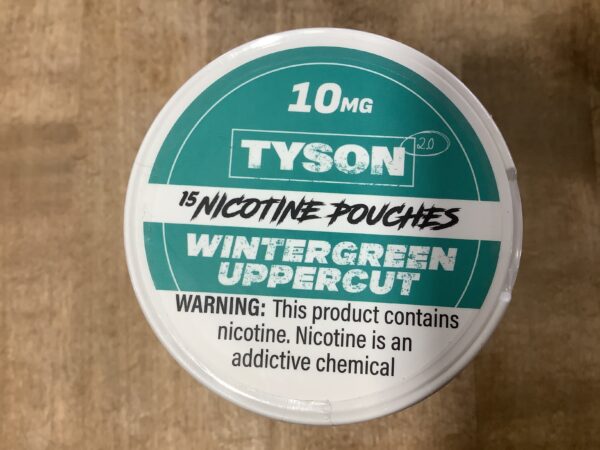 10MG
TYSON 2.0
15 NICOTINE POUCHES
WINTERGREEN
UPPERCUT
WARNING: This product contains
nicotine. Nicotine is an
addictive chemical